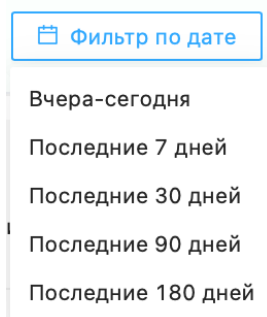 Фильтр по дате
Вчера-сегодня
Последние 7 дней
Последние 30 дней
Последние 90 дней
Последние 180 дней